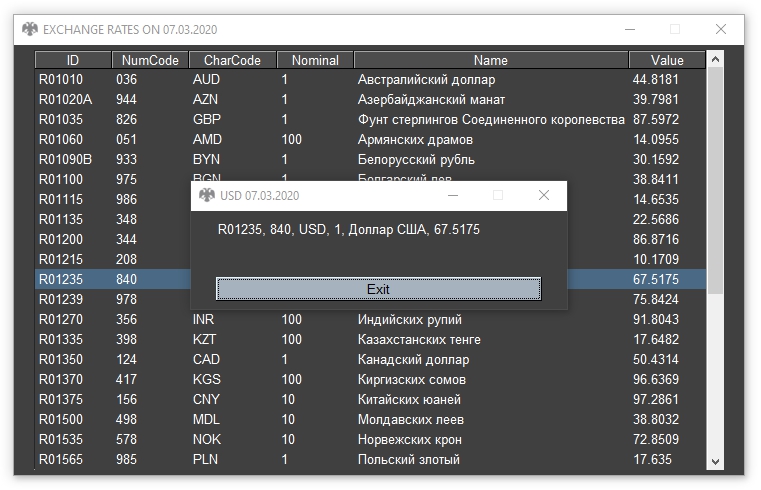 EXCHANGE RATES ON 07.03.2020
ID NumCode CharCode Nominal Name Value
R01010 036 AUD 1 Австралийский доллар 44.8181
R01020A 944 AZN 1 Азербайджанский манат 39.7981
R01035 826 GBP 1 Фунт стерлингов Соединенного королевства 87.5972
R01060 051 AMD 100 Армянских драмов 14.0955
R01090B 933 BYN 1 Белорусский рубль 30.1592
R01100 975 BGN 1 Болгарский лев 38.8411
R01115 986 14.6535
USD 07.03.2020
R01135 348 22.5686
R01235, 840, USD, 1, Доллар США, 67.5175
R01200 344 86.8716
R01215 208 10.1709
R01235 840 67.5175
Exit
R01239 978 75.8424
R01270 356 INR 100 Индийских рупий 91.8043
R01335 398 KZT 100 Казахстанских тенге 17.6482
R01350 124 CAD 1 Канадский доллар 50.4314
R01370 417 KGS 100 Киргизских сомов 96.6369
R01375 156 CNY 10 Китайских юаней 97.2861
R01500 498 MDL 10 Молдавских леев 38.8032
R01535 578 NOK 10 Норвежских крон 72.8509
R01565 985 PLN 1 Польский злотый 17.635